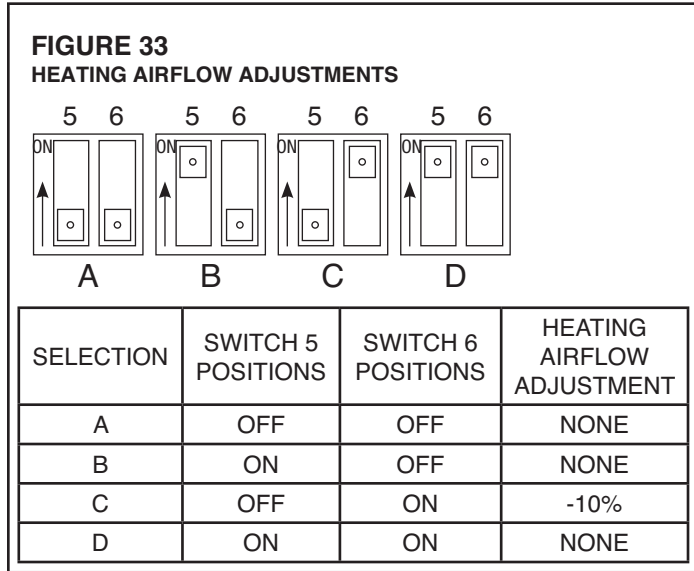 FIGURE 33
HEATING AIRFLOW ADJUSTMENTS
5 6 5 6 5 6 5 6
ON ON ON ON
A B C D
SELECTION SWITCH 5 POSITIONS SWITCH 6 POSITIONS HEATING AIRFLOW ADJUSTMENT
A OFF OFF NONE
B ON OFF NONE
C OFF ON -10%
D ON ON NONE